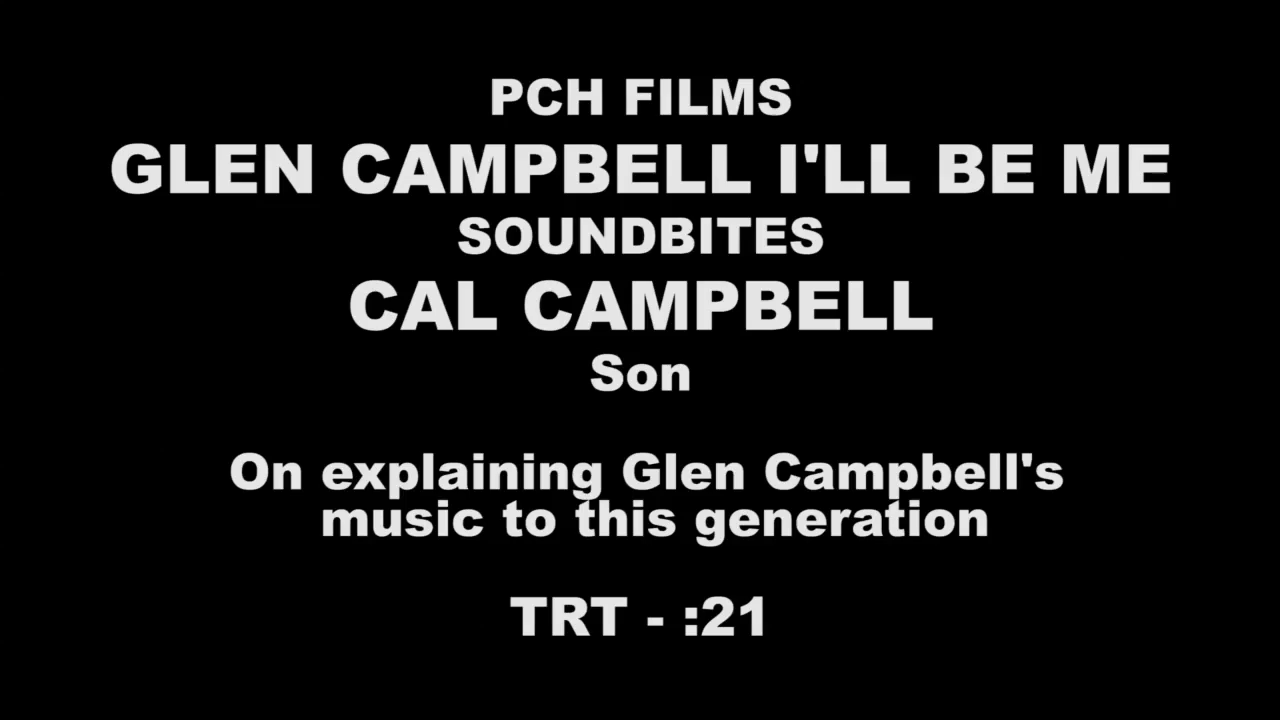 PCH FILMS
GLEN CAMPBELL I'LL BE ME
SOUNDBITES
CAL CAMPBELL
Son
On explaining Glen Campbell's
music to this generation
TRT - :21